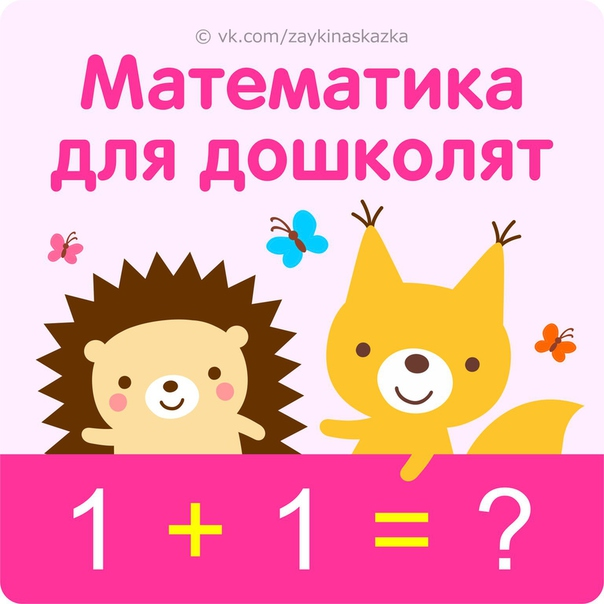 © vk.com/zaykinaskazka
Математика
для дошколят
1 + 1 = ?